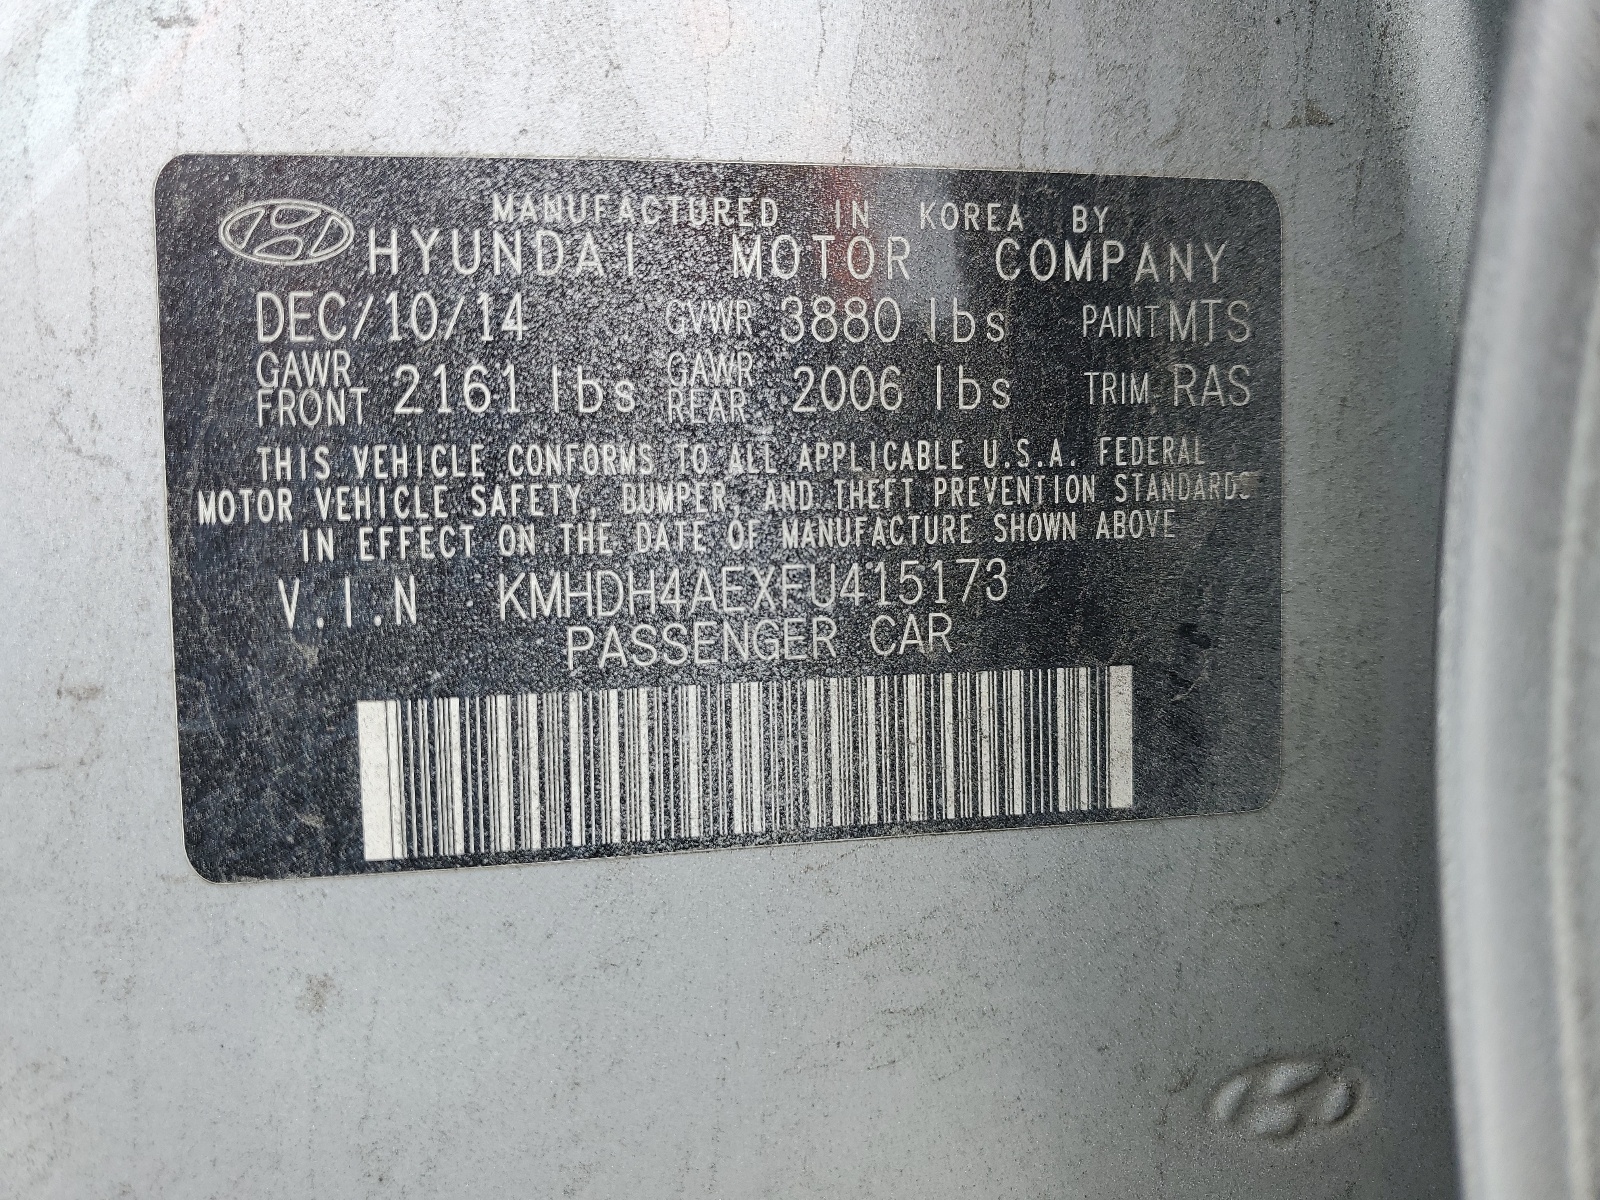 MANUFACTURED IN KOREA BY
HYUNDAI MOTOR COMPANY
DEC/10/14 GVWR 3880 lbs PAINT MTS
GAWR FRONT 2161 lbs GAWR REAR 2006 lbs TRIM RAS
THIS VEHICLE CONFORMS TO ALL APPLICABLE U.S.A. FEDERAL
MOTOR VEHICLE SAFETY, BUMPER, AND THEFT PREVENTION STANDARDS
IN EFFECT ON THE DATE OF MANUFACTURE SHOWN ABOVE
V.I.N KMHDH4AEXFU415173
PASSENGER CAR